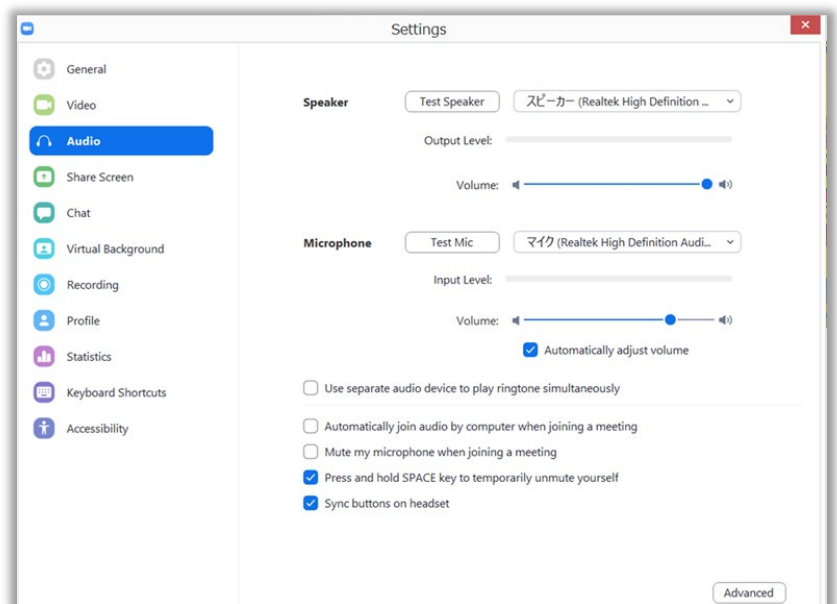 Settings
General
Video
Audio
Share Screen
Chat
Virtual Background
Recording
Profile
Statistics
Keyboard Shortcuts
Accessibility
Speaker
Test Speaker
スピーカー (Realtek High Definition ...
Output Level:
Volume:
Microphone
Test Mic
マイク (Realtek High Definition Audi...
Input Level:
Volume:
Automatically adjust volume
Use separate audio device to play ringtone simultaneously
Automatically join audio by computer when joining a meeting
Mute my microphone when joining a meeting
Press and hold SPACE key to temporarily unmute yourself
Sync buttons on headset
Advanced